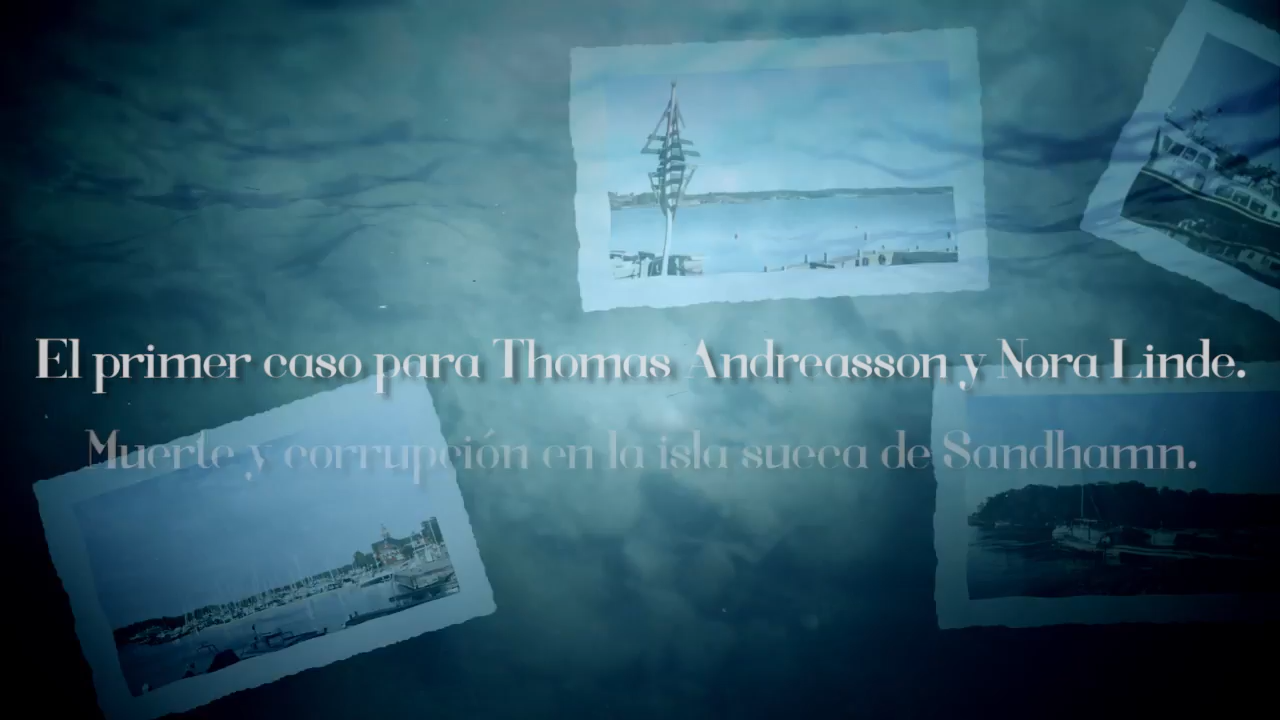 El primer caso para Thomas Andreasson y Nora Linde.
Muerte y corrupción en la isla sueca de Sandhamn.